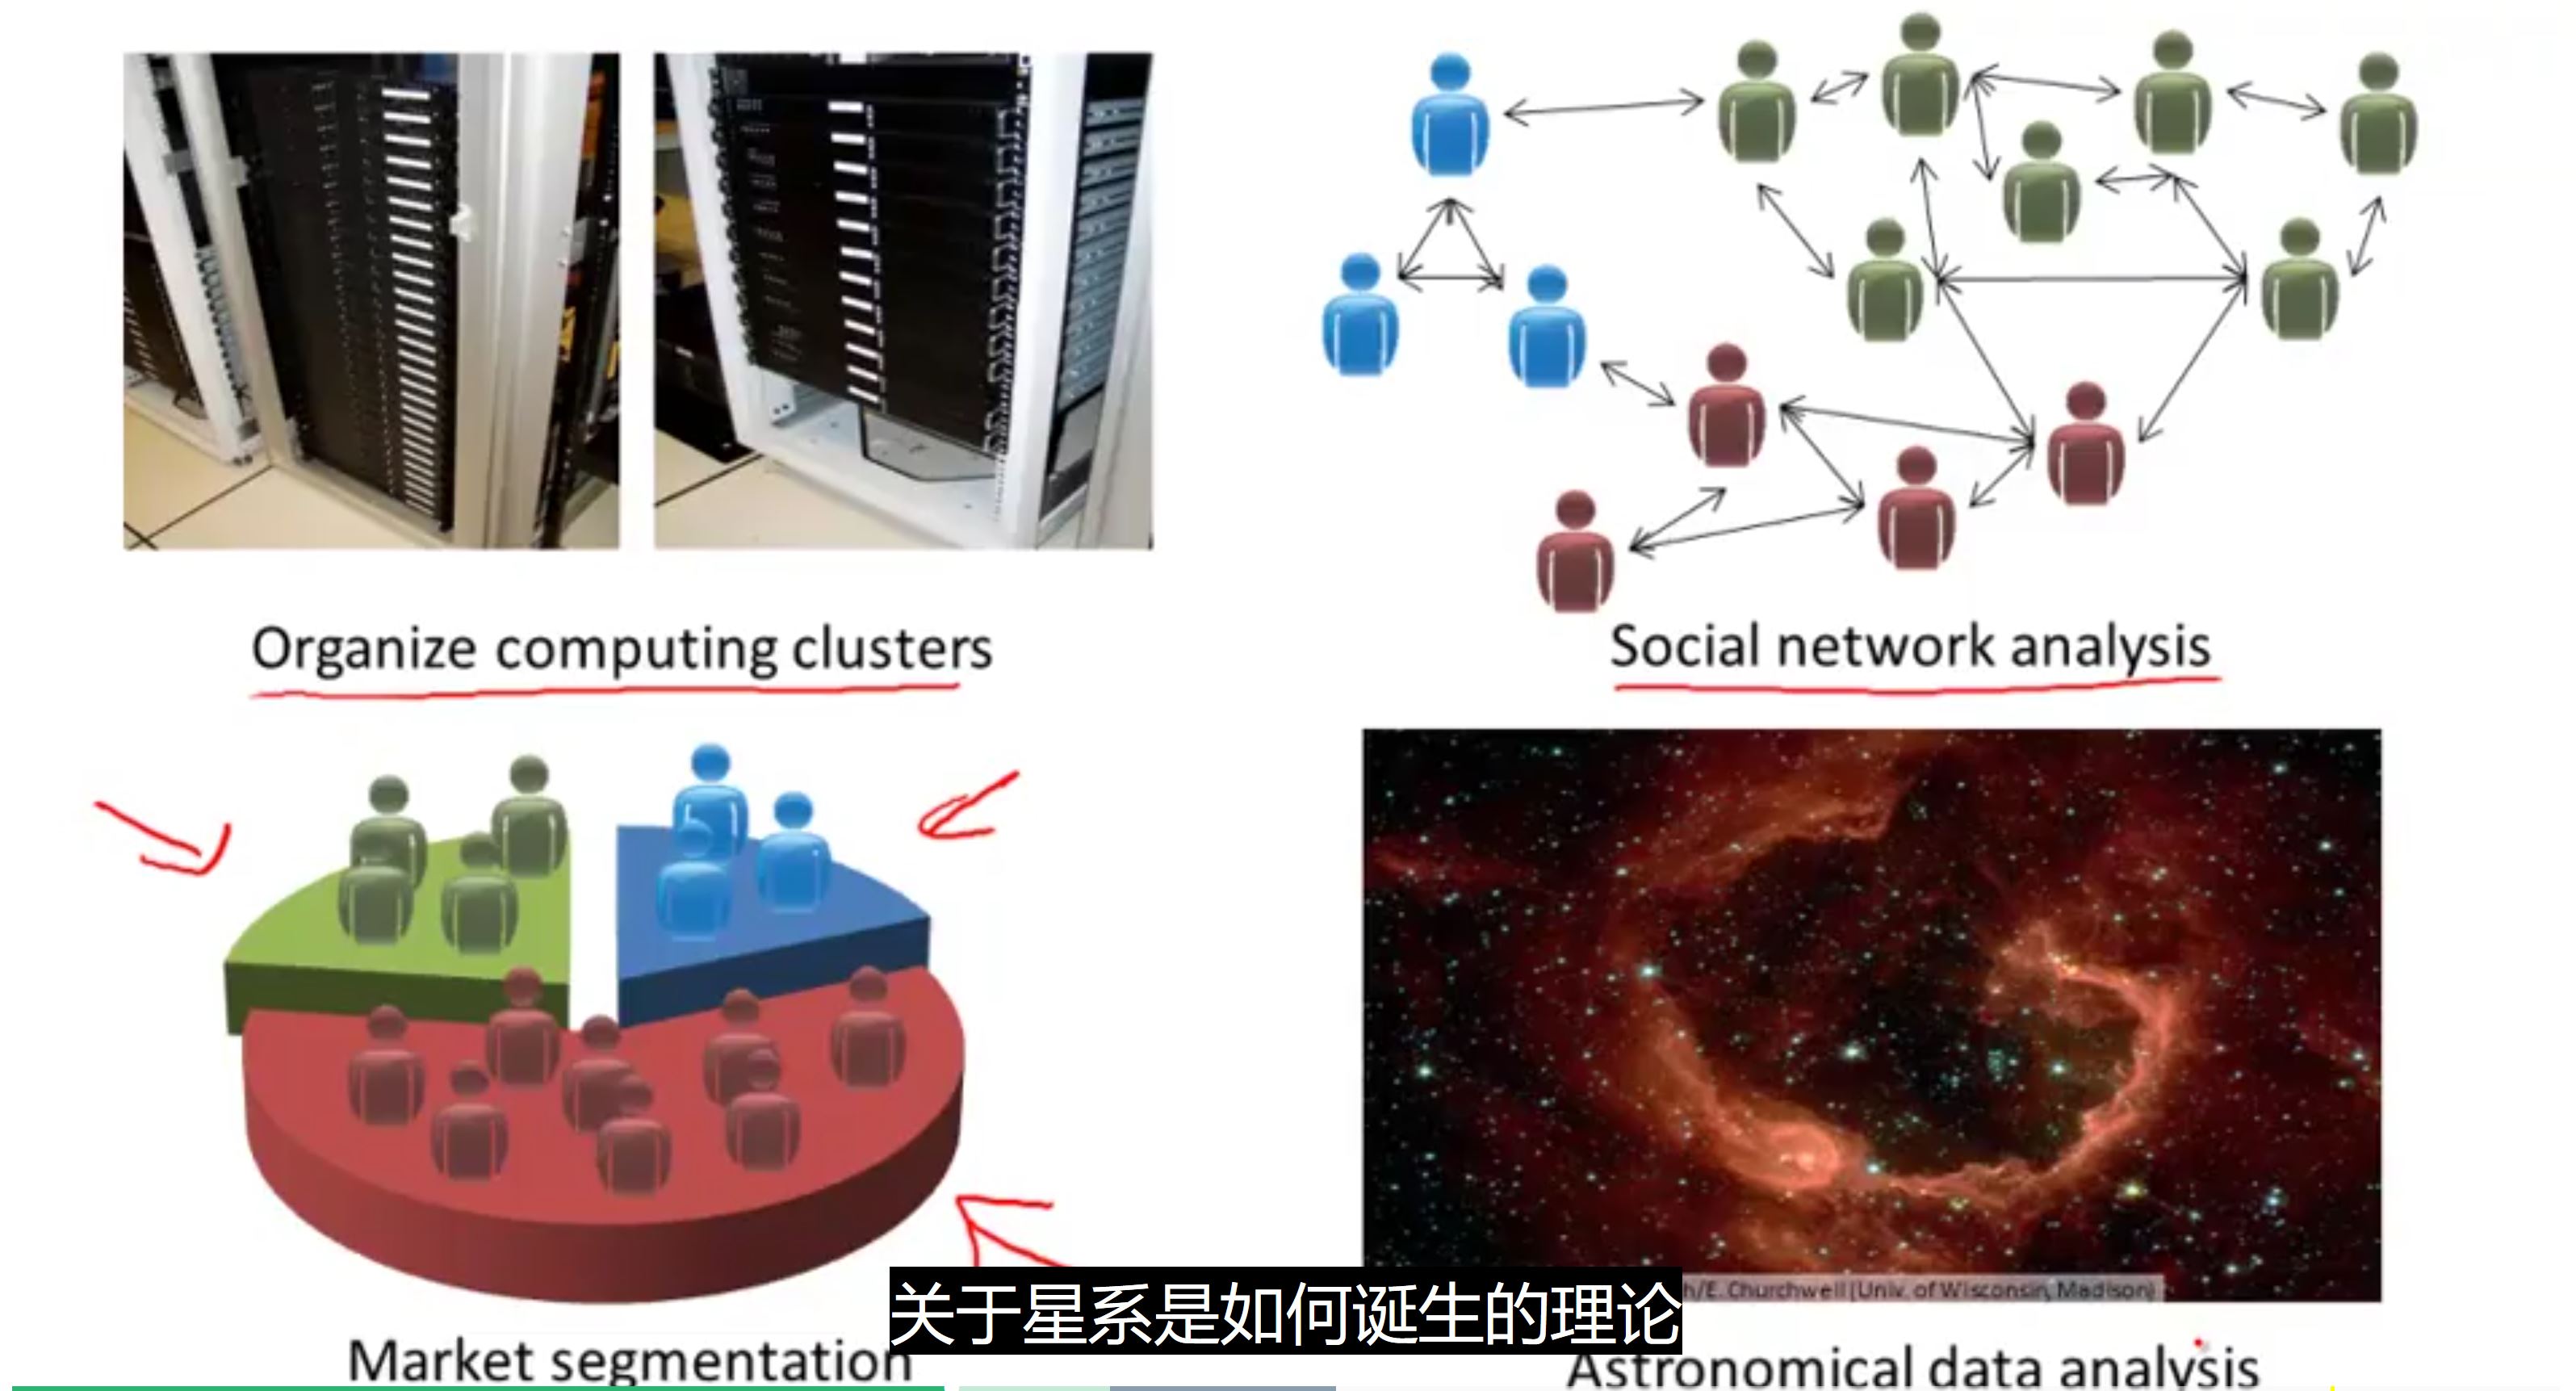 Organize computing clusters
Social network analysis
h/E. Churchwell (Univ. of Wisconsin, Madison)
关于星系是如何诞生的理论
Market segmentation
Astronomical data analysis